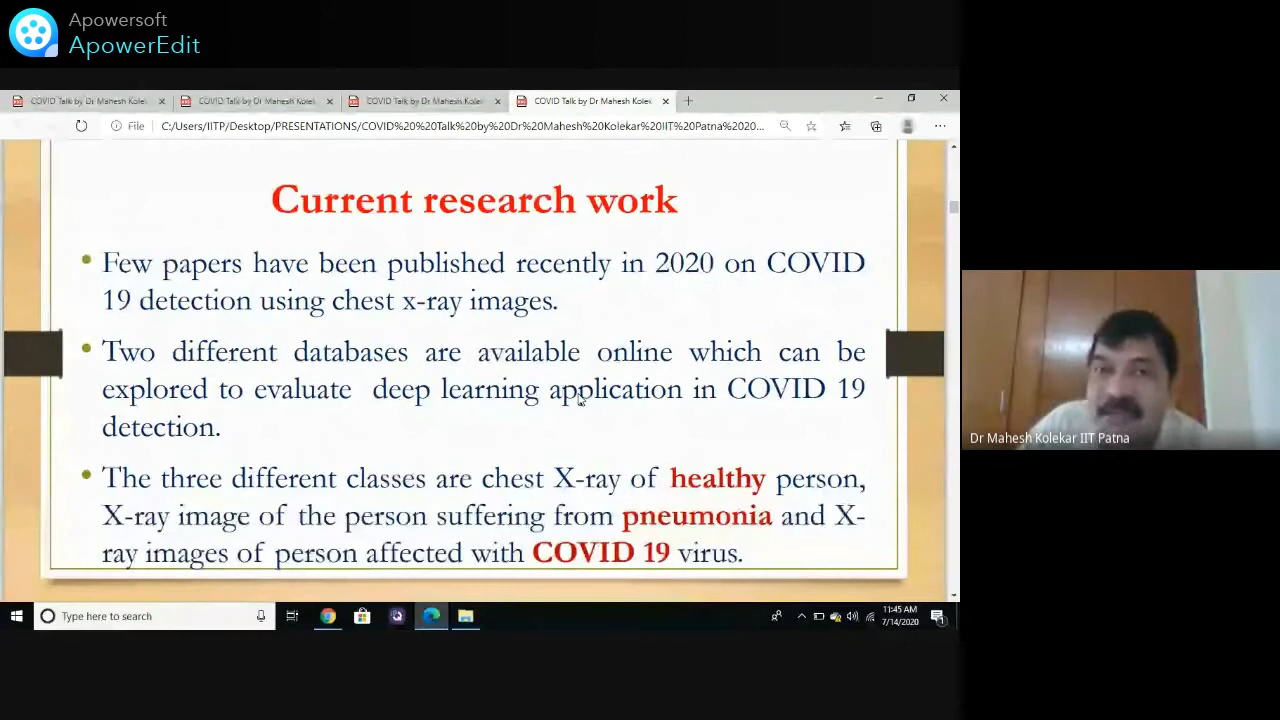 Apowersoft
ApowerEdit
COVID Talk by Dr Mahesh Kolek
COVID Talk by Dr Mahesh Kolek
COVID Talk by Dr Mahesh Kolek
COVID Talk by Dr Mahesh Kolek
File
C:/Users/IITP/Desktop/PRESENTATIONS/COVID%20%20Talk%20by%20Dr%20Mahesh%20Kolekar%20IIT%20Patna%2020...
Current research work
• Few papers have been published recently in 2020 on COVID
19 detection using chest x-ray images.
• Two different databases are available online which can be
explored to evaluate deep learning application in COVID 19
detection.
• The three different classes are chest X-ray of healthy person,
X-ray image of the person suffering from pneumonia and X-
ray images of person affected with COVID 19 virus.
Dr Mahesh Kolekar IIT Patna
Type here to search
11:45 AM
7/14/2020
1